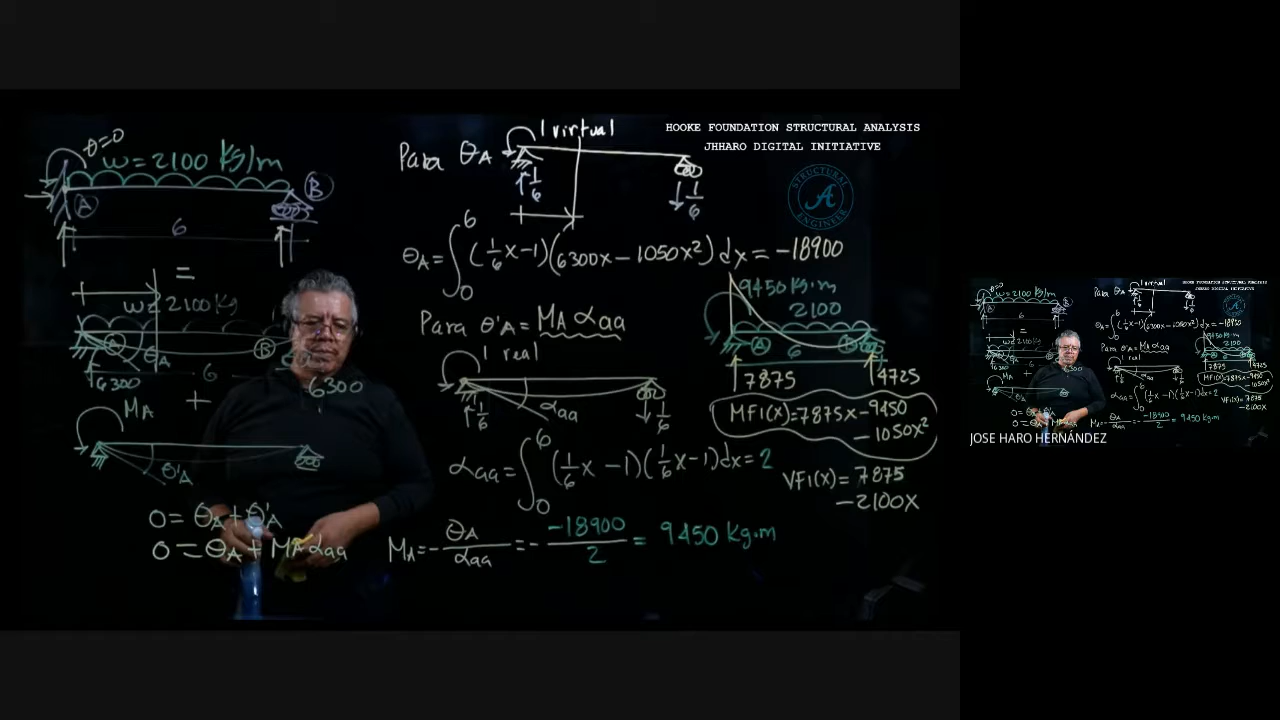 θ=0
w=2100 Kg/m
A
B
6
=
w=2100 Kg
A
θA
B
6300
6
6300
+
MA
θ'A
0=θA+θ'A
0=θA+MAαaa
Para θA
1 virtual
1/6
1/6
θA=∫₀⁶(1/6x-1)(6300x-1050x²)dx=-18900
Para θ'A=MAαaa
1 real
αaa
1/6
1/6
αaa=∫₀⁶(1/6x-1)(1/6x-1)dx=2
MA=-θA/αaa=- -18900/2 = 9450 Kg.m
HOOKE FOUNDATION STRUCTURAL ANALYSIS
JHHARO DIGITAL INITIATIVE
STRUCTURAL
A
ENGINEER
9450 Kg.m
2100
A
6
B
7875
4725
MF1(x)=7875x-9450
-1050x²
VF1(x)=7875
-2100x
JOSE HARO HERNÁNDEZ